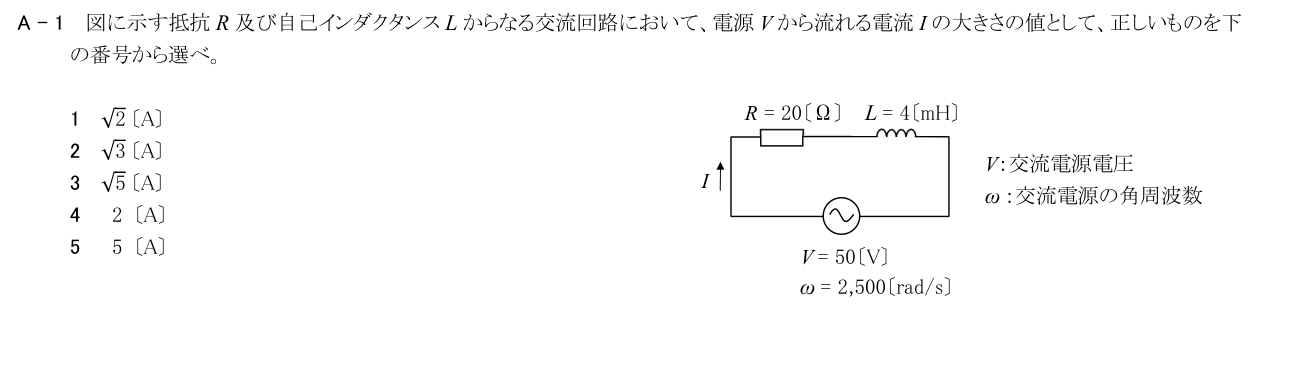 A－1 図に示す抵抗 R 及び自己インダクタンス L からなる交流回路において、電源 V から流れる電流 I の大きさの値として、正しいものを下
の番号から選べ。
1 √2〔A〕
2 √3〔A〕
3 √5〔A〕
4 2〔A〕
5 5〔A〕
R = 20〔Ω〕 L = 4〔mH〕
I
V：交流電源電圧
ω：交流電源の角周波数
V = 50〔V〕
ω = 2,500〔rad/s〕